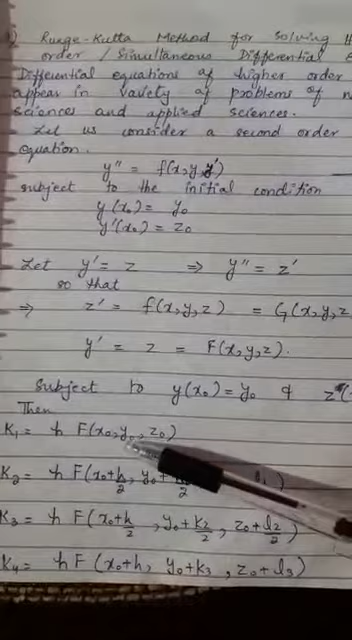 Runge-Kutta Method for Solving
order / Simultaneous Differential
Differential equations of higher order
appear in variety of problems of
sciences and applied sciences.
Let us consider a second order
equation.
y'' = f(x,y,y')
subject to the initial condition
y(x₀) = y₀
y'(x₀) = z₀
Let y' = z ⇒ y'' = z'
so that
⇒ z' = f(x,y,z) = G(x,y,z
y' = z = F(x,y,z).
Subject to y(x₀) = y₀ & z
Then
K₁ = h F(x₀,y₀,z₀)
K₂ = h F(x₀+h/2, y₀+
K₃ = h F(x₀+h/2, y₀+k₂/2, z₀+l₂/2)
K₄ = h F(x₀+h, y₀+k₃, z₀+l₃)